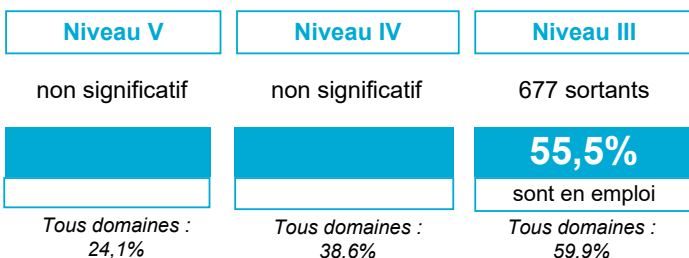 Niveau V
Niveau IV
Niveau III
non significatif
non significatif
677 sortants
55,5%
sont en emploi
Tous domaines :
24,1%
Tous domaines :
38,6%
Tous domaines :
59,9%